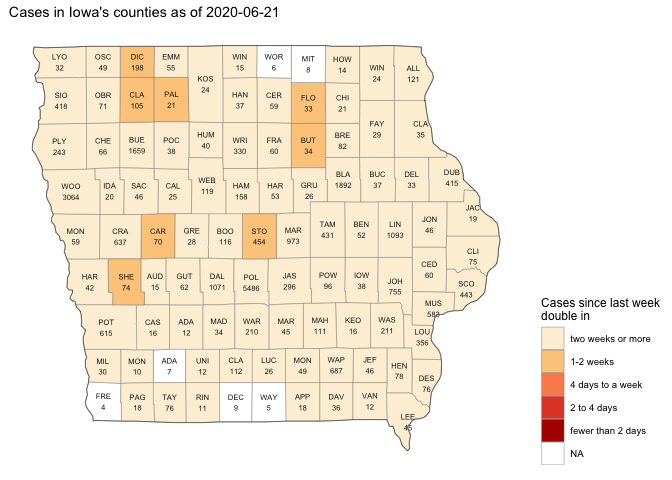 Cases in Iowa's counties as of 2020-06-21
LYO OSC DIC EMM WIN WOR MIT HOW WIN ALL
32 49 198 55 15 6 8 14 24 121
KOS
24
SIO OBR CLA PAL HAN CER FLO CHI
418 71 105 21 37 59 33 21
FAY CLA
29 35
PLY CHE BUE POC HUM WRI FRA BUT BRE
243 66 1659 38 40 330 60 34 82
WOO IDA SAC CAL WEB HAM HAR GRU BLA BUC DEL DUB
3064 20 46 25 119 158 53 26 1892 37 33 415
JAC
19
MON CRA CAR GRE BOO STO MAR TAM BEN LIN JON
59 637 70 28 116 454 973 431 52 1093 46
CLI
75
HAR SHE AUD GUT DAL POL JAS POW IOW JOH CED SCO
42 74 15 62 1071 5486 296 96 38 755 60 443
MUS
583
POT CAS ADA MAD WAR MAR MAH KEO WAS LOU
615 16 12 34 210 45 111 16 211 356
MIL MON ADA UNI CLA LUC MON WAP JEF HEN DES
30 10 7 12 112 26 49 687 46 78 76
FRE PAG TAY RIN DEC WAY APP DAV VAN LEE
4 18 76 11 9 5 18 36 12 45
Cases since last week
double in
two weeks or more
1-2 weeks
4 days to a week
2 to 4 days
fewer than 2 days
NA